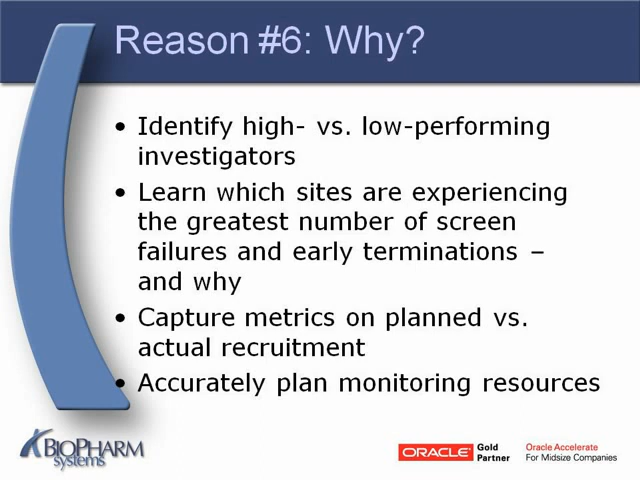 Reason #6: Why?
• Identify high- vs. low-performing
investigators
• Learn which sites are experiencing
the greatest number of screen
failures and early terminations –
and why
• Capture metrics on planned vs.
actual recruitment
• Accurately plan monitoring resources
BIOPHARM
systems
ORACLE
Gold
Partner
Oracle Accelerate
For Midsize Companies